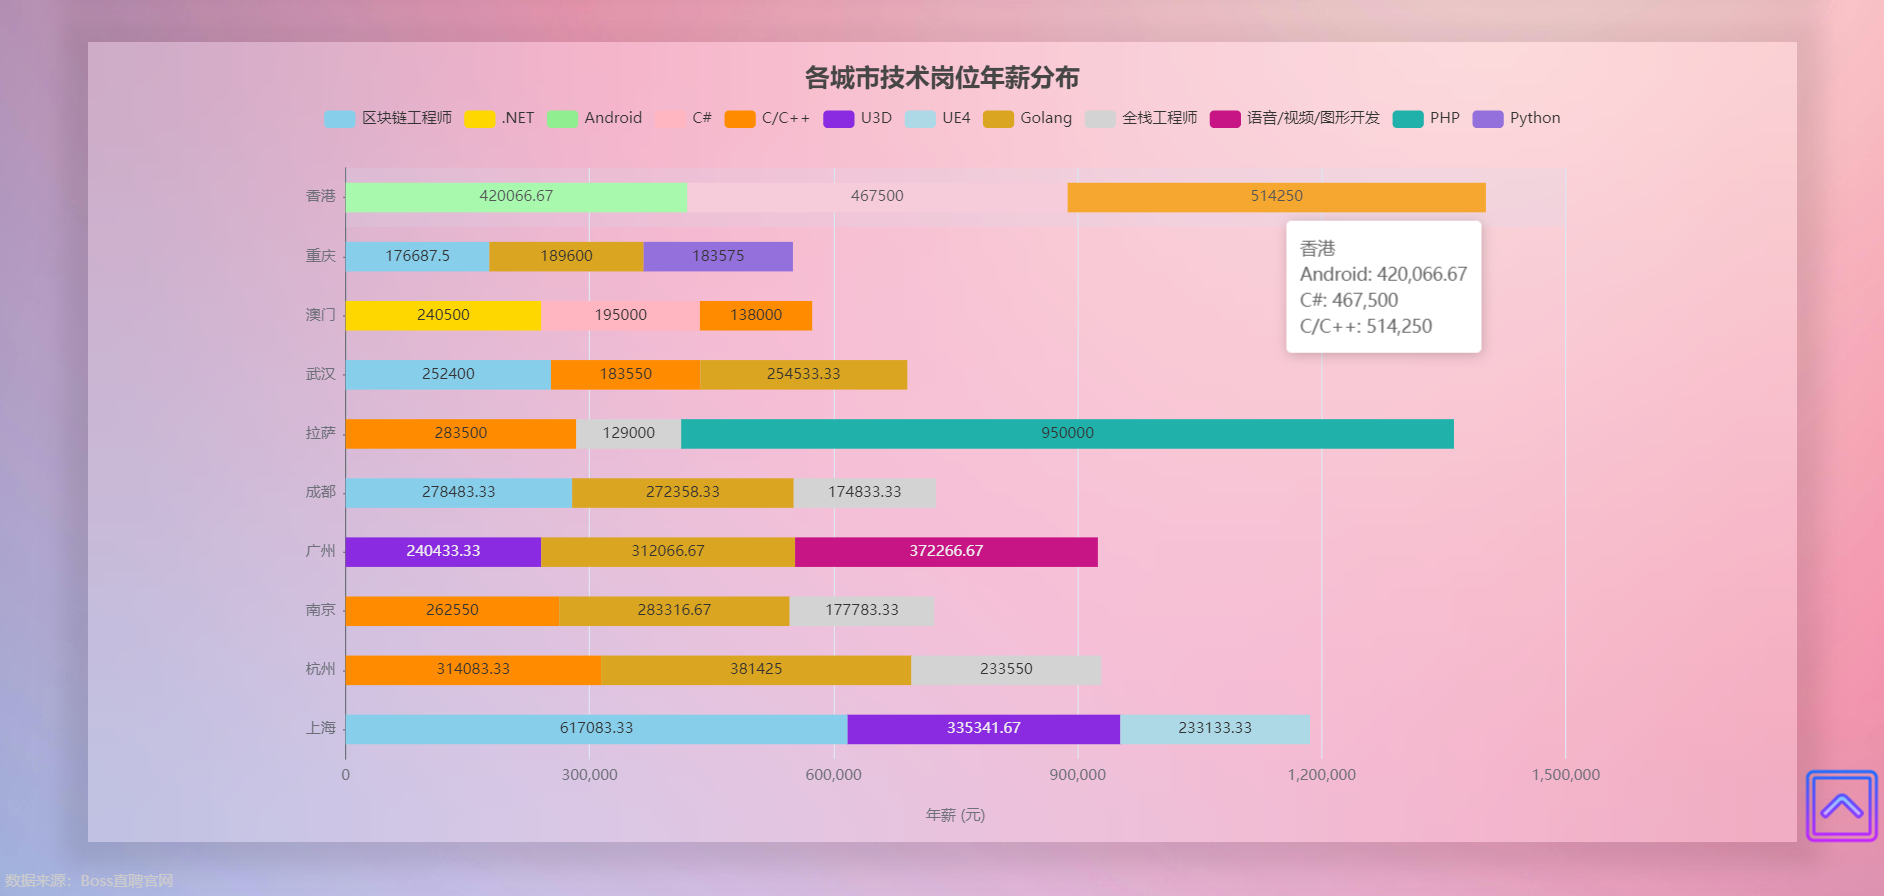 各城市技术岗位年薪分布
区块链工程师 .NET Android C# C/C++ U3D UE4 Golang 全栈工程师 语音/视频/图形开发 PHP Python
香港 420066.67 467500 514250
香港
Android: 420,066.67
C#: 467,500
C/C++: 514,250
重庆 176687.5 189600 183575
澳门 240500 195000 138000
武汉 252400 183550 254533.33
拉萨 283500 129000 950000
成都 278483.33 272358.33 174833.33
广州 240433.33 312066.67 372266.67
南京 262550 283316.67 177783.33
杭州 314083.33 381425 233550
上海 617083.33 335341.67 233133.33
0 300,000 600,000 900,000 1,200,000 1,500,000
年薪 (元)
数据来源：Boss直聘官网